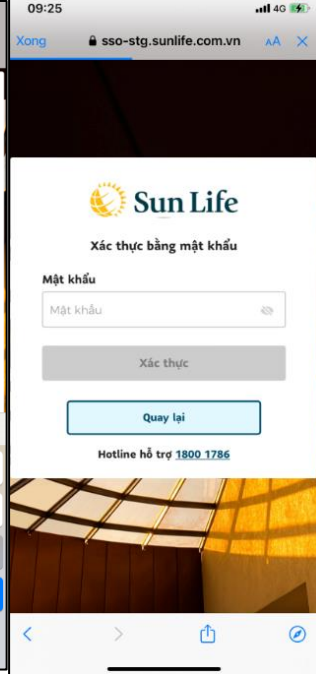 09:25
4G
Xong
sso-stg.sunlife.com.vn
AA
Sun Life
Xác thực bằng mật khẩu
Mật khẩu
Mật khẩu
Xác thực
Quay lại
Hotline hỗ trợ 1800 1786